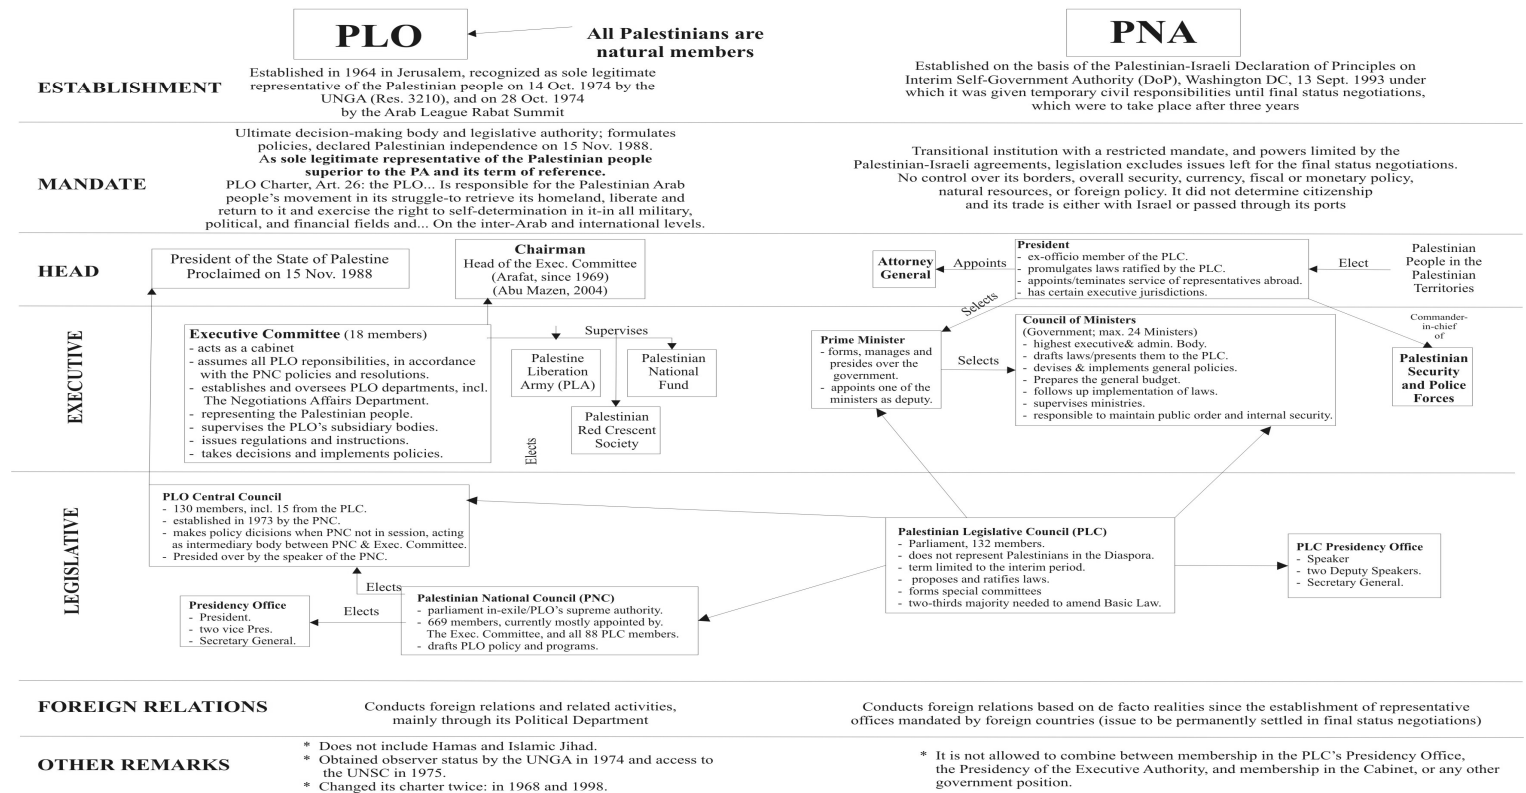 PLO
All Palestinians are
natural members
PNA
ESTABLISHMENT
Established in 1964 in Jerusalem, recognized as sole legitimate
representative of the Palestinian people on 14 Oct. 1974 by the
UNGA (Res. 3210), and on 28 Oct. 1974
by the Arab League Rabat Summit
Established on the basis of the Palestinian-Israeli Declaration of Principles on
Interim Self-Government Authority (DoP), Washington DC, 13 Sept. 1993 under
which it was given temporary civil responsibilities until final status negotiations,
which were to take place after three years
MANDATE
Ultimate decision-making body and legislative authority; formulates
policies, declared Palestinian independence on 15 Nov. 1988.
As sole legitimate representative of the Palestinian people
superior to the PA and its term of reference.
PLO Charter, Art. 26: the PLO... Is responsible for the Palestinian Arab
people's movement in its struggle-to retrieve its homeland, liberate and
return to it and exercise the right to self-determination in it-in all military,
political, and financial fields and... On the inter-Arab and international levels.
Transitional institution with a restricted mandate, and powers limited by the
Palestinian-Israeli agreements, legislation excludes issues left for the final status negotiations.
No control over its borders, overall security, currency, fiscal or monetary policy,
natural resources, or foreign policy. It did not determine citizenship
and its trade is either with Israel or passed through its ports
HEAD
President of the State of Palestine
Proclaimed on 15 Nov. 1988
Chairman
Head of the Exec. Committee
(Arafat, since 1969)
(Abu Mazen, 2004)
Attorney
General
Appoints
President
- ex-officio member of the PLC.
- promulgates laws ratified by the PLC.
- appoints/teminates service of representatives abroad.
- has certain executive jurisdictions.
Elect
Palestinian
People in the
Palestinian
Territories
Selects
EXECUTIVE
Executive Committee (18 members)
- acts as a cabinet
- assumes all PLO reponsibilities, in accordance
with the PNC policies and resolutions.
- establishes and oversees PLO departments, incl.
The Negotiations Affairs Department.
- representing the Palestinian people.
- supervises the PLO's subsidiary bodies.
- issues regulations and instructions.
- takes decisions and implements policies.
Supervises
Palestine
Liberation
Army (PLA)
Palestinian
National
Fund
Palestinian
Red Crescent
Society
Elects
Prime Minister
- forms, manages and
presides over the
government.
- appoints one of the
ministers as deputy.
Selects
Council of Ministers
(Government; max. 24 Ministers)
- highest executive& admin. Body.
- drafts laws/presents them to the PLC.
- devises & implements general policies.
- Prepares the general budget.
- follows up implementation of laws.
- supervises ministries.
- responsible to maintain public order and internal security.
Commander-
in-chief
of
Palestinian
Security
and Police
Forces
LEGISLATIVE
PLO Central Council
- 130 members, incl. 15 from the PLC.
- established in 1973 by the PNC.
- makes policy dicisions when PNC not in session, acting
as intermediary body between PNC & Exec. Committee.
- Presided over by the speaker of the PNC.
Elects
Presidency Office
- President.
- two vice Pres.
- Secretary General.
Elects
Palestinian National Council (PNC)
- parliament in-exile/PLO's supreme authority.
- 669 members, currently mostly appointed by.
The Exec. Committee, and all 88 PLC members.
- drafts PLO policy and programs.
Palestinian Legislative Council (PLC)
- Parliament, 132 members.
- does not represent Palestinians in the Diaspora.
- term limited to the interim period.
- proposes and ratifies laws.
- forms special committees
- two-thirds majority needed to amend Basic Law.
PLC Presidency Office
- Speaker
- two Deputy Speakers.
- Secretary General.
FOREIGN RELATIONS
Conducts foreign relations and related activities,
mainly through its Political Department
Conducts foreign relations based on de facto realities since the establishment of representative
offices mandated by foreign countries (issue to be permanently settled in final status negotiations)
OTHER REMARKS
* Does not include Hamas and Islamic Jihad.
* Obtained observer status by the UNGA in 1974 and access to
the UNSC in 1975.
* Changed its charter twice: in 1968 and 1998.
* It is not allowed to combine between membership in the PLC's Presidency Office,
the Presidency of the Executive Authority, and membership in the Cabinet, or any other
government position.